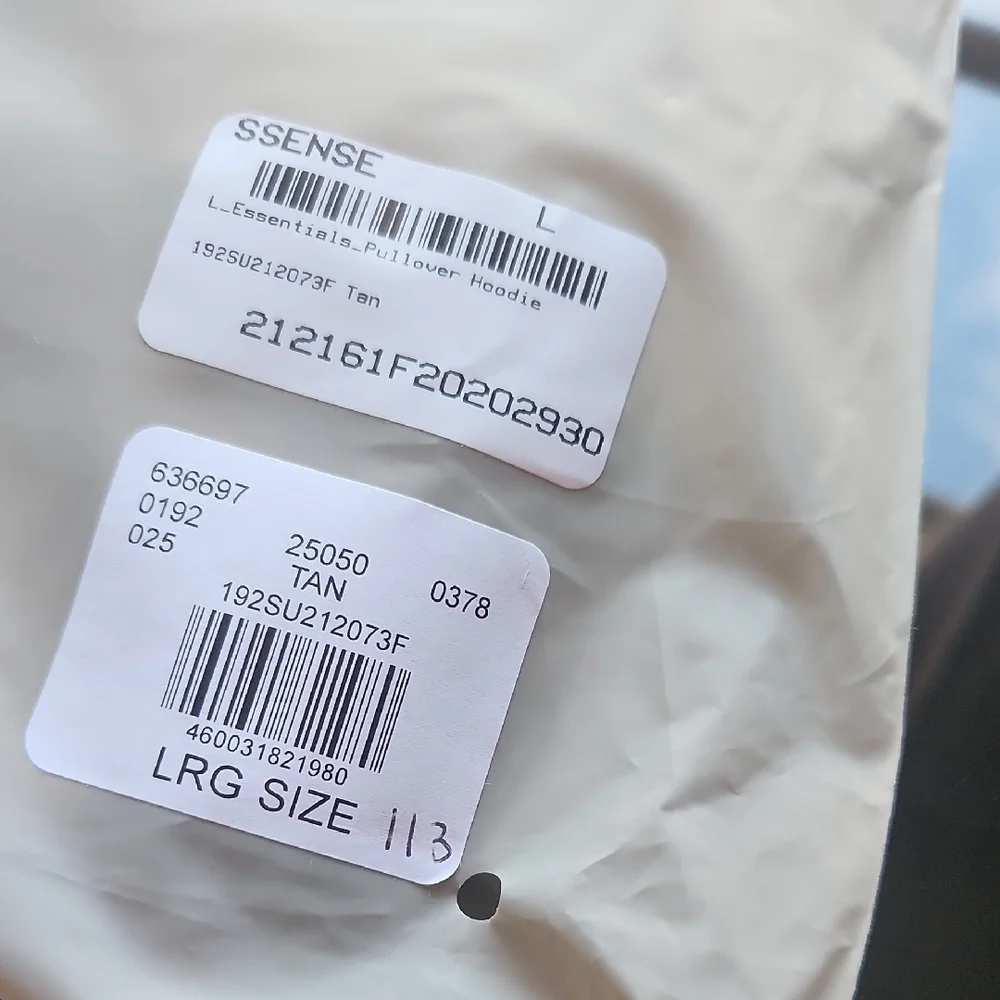 SSENSE
L
L_Essentials_Pullover Hoodie
192SU212073F Tan
212161F20202930
636697
0192
025
25050
TAN
0378
192SU212073F
460031821980
LRG SIZE
113